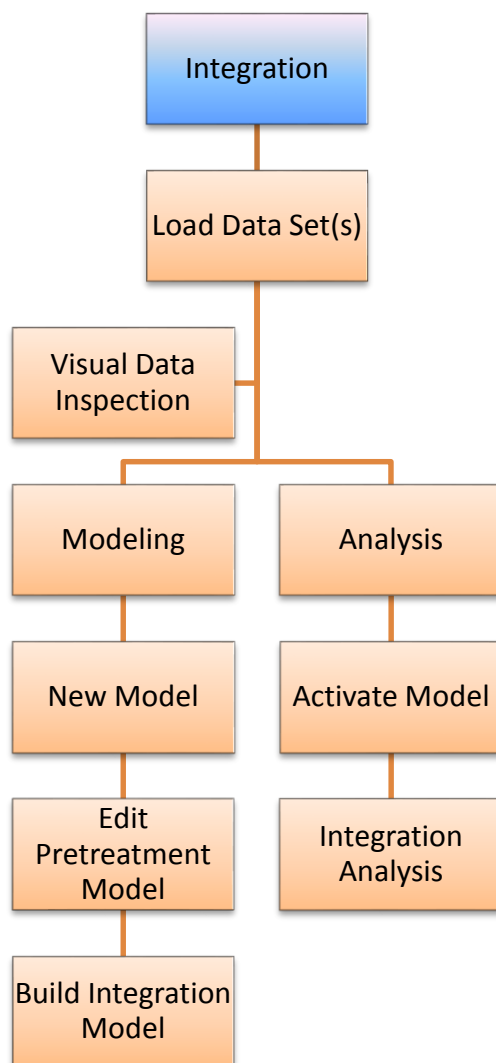 Integration
Load Data Set(s)
Visual Data
Inspection
Modeling
Analysis
New Model
Activate Model
Edit
Pretreatment
Model
Integration
Analysis
Build Integration
Model